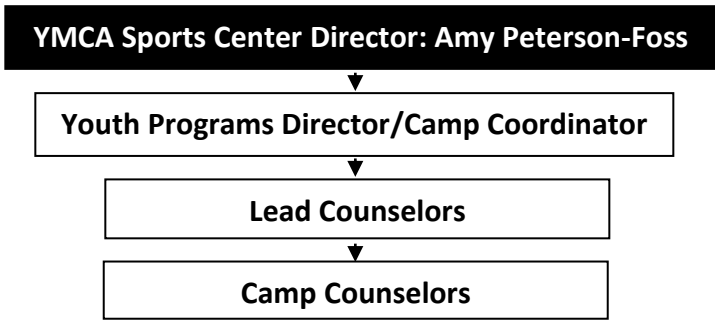 YMCA Sports Center Director: Amy Peterson-Foss
Youth Programs Director/Camp Coordinator
Lead Counselors
Camp Counselors